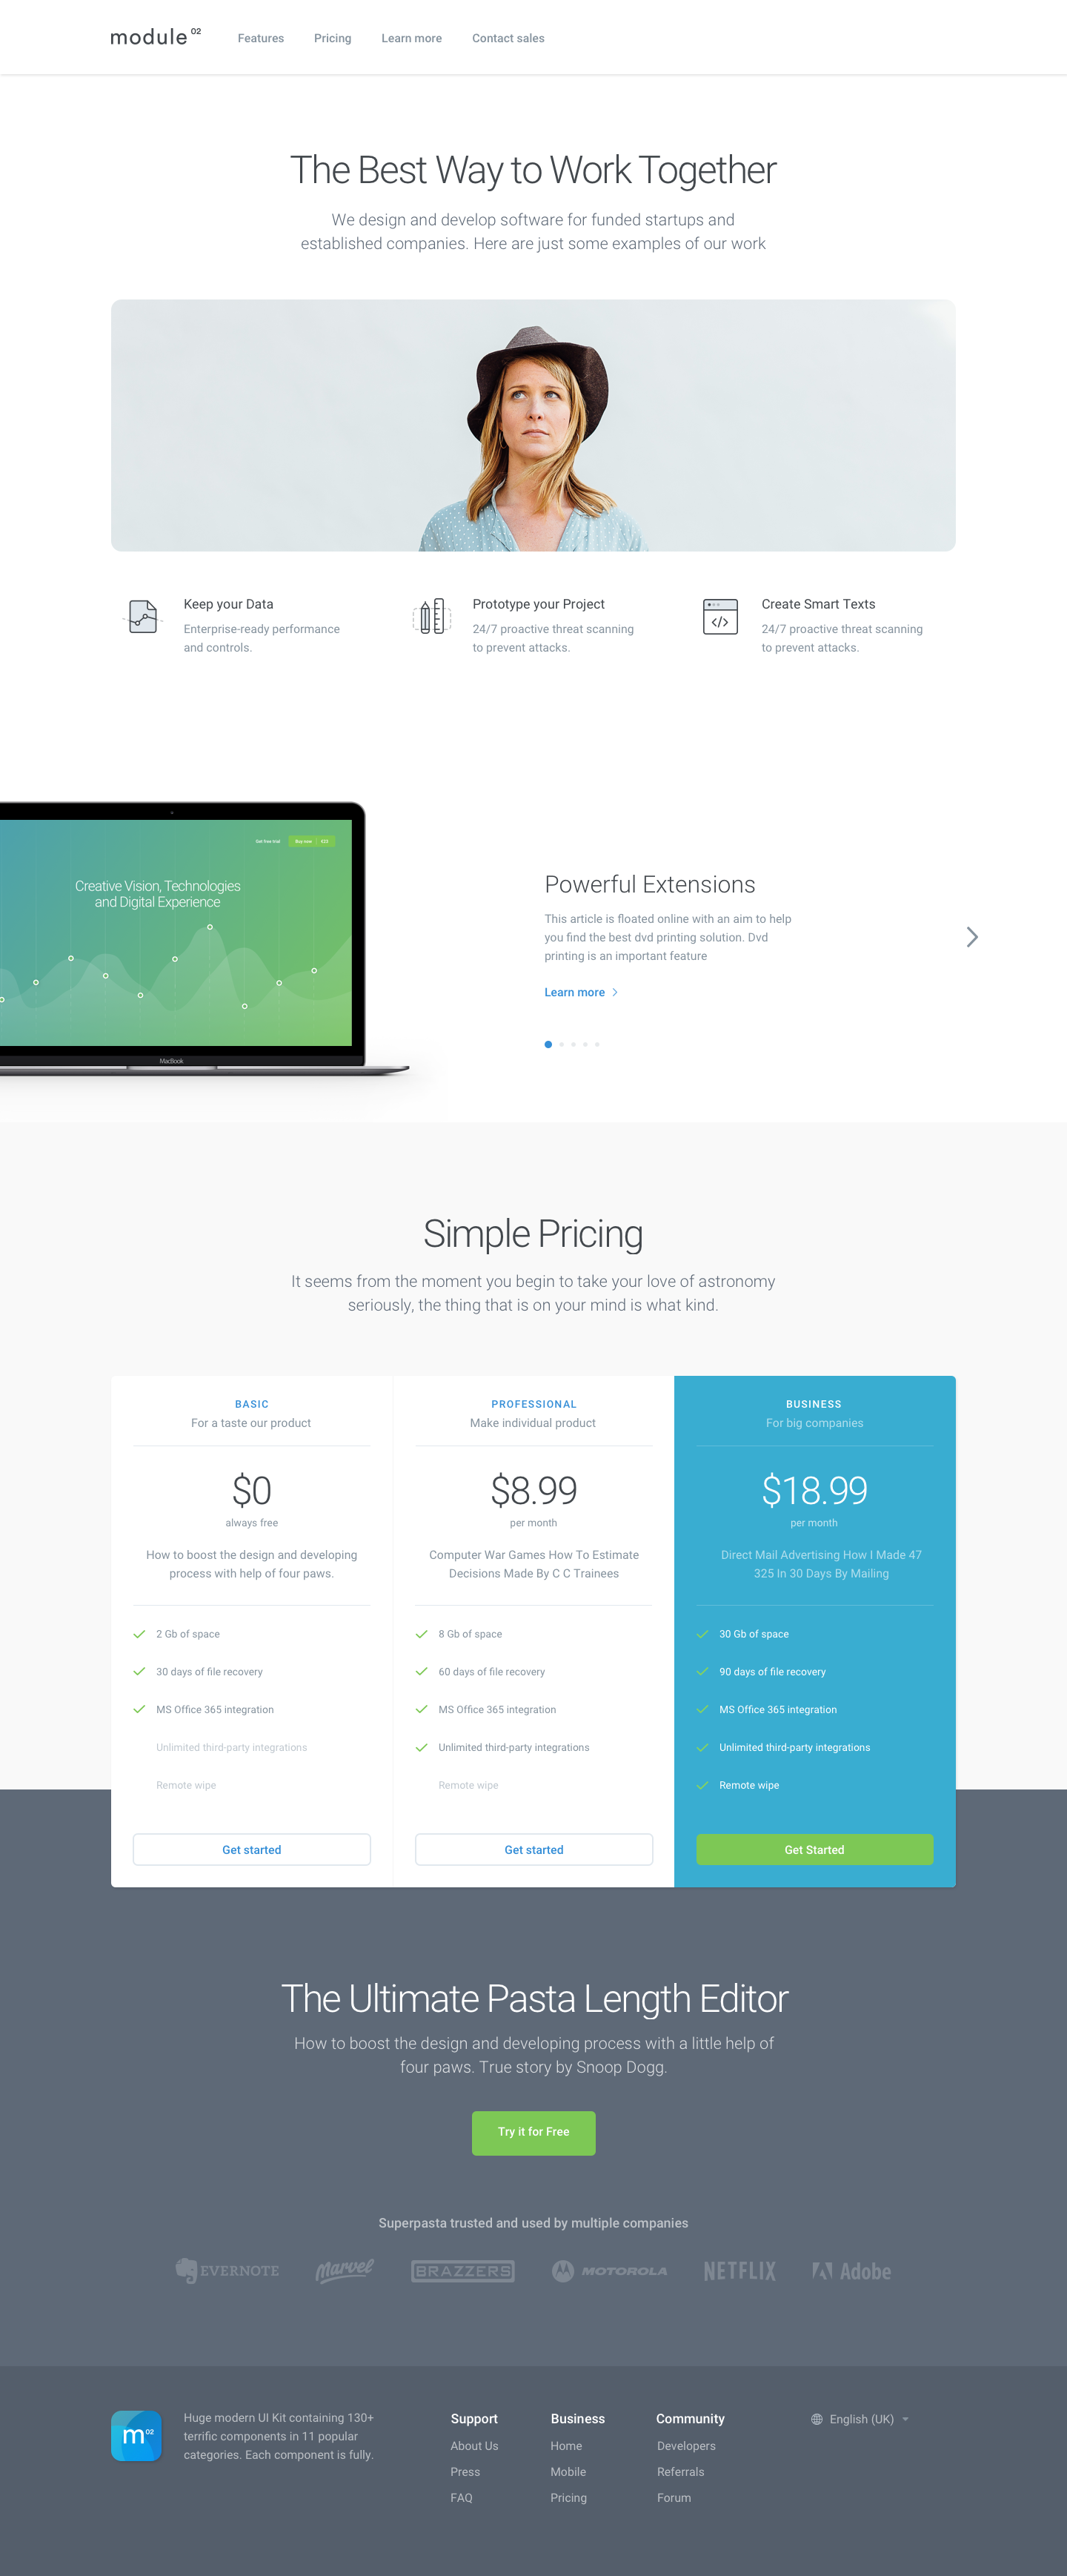 module 02
Features
Pricing
Learn more
Contact sales
The Best Way to Work Together
We design and develop software for funded startups and
established companies. Here are just some examples of our work
Keep your Data
Enterprise-ready performance
and controls.
Prototype your Project
24/7 proactive threat scanning
to prevent attacks.
Create Smart Texts
24/7 proactive threat scanning
to prevent attacks.
Get free trial
Buy now $22
Creative Vision, Technologies
and Digital Experience
MacBook
Powerful Extensions
This article is floated online with an aim to help
you find the best dvd printing solution. Dvd
printing is an important feature
Learn more
Simple Pricing
It seems from the moment you begin to take your love of astronomy
seriously, the thing that is on your mind is what kind.
BASIC
For a taste our product
$0
always free
How to boost the design and developing
process with help of four paws.
2 Gb of space
30 days of file recovery
MS Office 365 integration
Unlimited third-party integrations
Remote wipe
Get started
PROFESSIONAL
Make individual product
$8.99
per month
Computer War Games How To Estimate
Decisions Made By C C Trainees
8 Gb of space
60 days of file recovery
MS Office 365 integration
Unlimited third-party integrations
Remote wipe
Get started
BUSINESS
For big companies
$18.99
per month
Direct Mail Advertising How I Made 47
325 In 30 Days By Mailing
30 Gb of space
90 days of file recovery
MS Office 365 integration
Unlimited third-party integrations
Remote wipe
Get Started
The Ultimate Pasta Length Editor
How to boost the design and developing process with a little help of
four paws. True story by Snoop Dogg.
Try it for Free
Superpasta trusted and used by multiple companies
EVERNOTE
Marvel
BRAZZERS
MOTOROLA
NETFLIX
Adobe
m02
Huge modern UI Kit containing 130+
terrific components in 11 popular
categories. Each component is fully.
Support
About Us
Press
FAQ
Business
Home
Mobile
Pricing
Community
Developers
Referrals
Forum
English (UK)